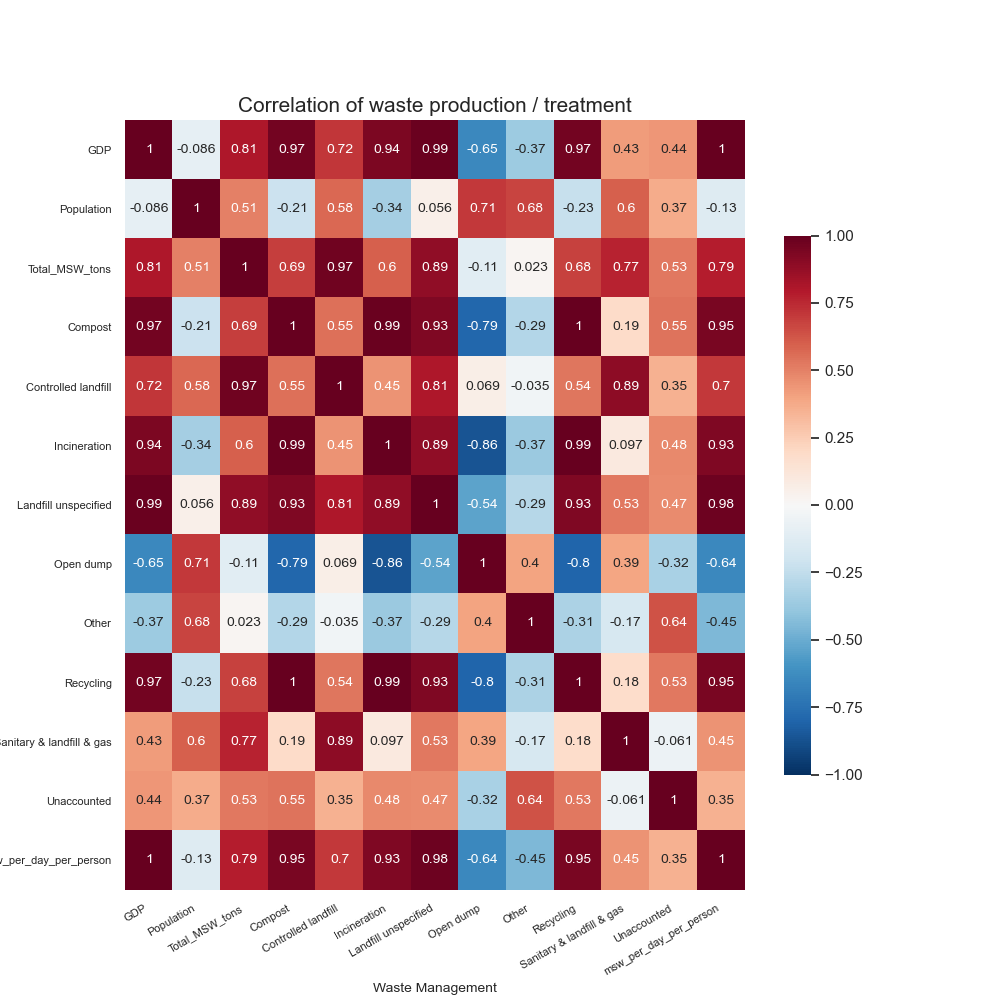 Correlation of waste production / treatment
GDP 1 -0.086 0.81 0.97 0.72 0.94 0.99 -0.65 -0.37 0.97 0.43 0.44 1
Population -0.086 1 0.51 -0.21 0.58 -0.34 0.056 0.71 0.68 -0.23 0.6 0.37 -0.13
Total_MSW_tons 0.81 0.51 1 0.69 0.97 0.6 0.89 -0.11 0.023 0.68 0.77 0.53 0.79
Compost 0.97 -0.21 0.69 1 0.55 0.99 0.93 -0.79 -0.29 1 0.19 0.55 0.95
Controlled landfill 0.72 0.58 0.97 0.55 1 0.45 0.81 0.069 -0.035 0.54 0.89 0.35 0.7
Incineration 0.94 -0.34 0.6 0.99 0.45 1 0.89 -0.86 -0.37 0.99 0.097 0.48 0.93
Landfill unspecified 0.99 0.056 0.89 0.93 0.81 0.89 1 -0.54 -0.29 0.93 0.53 0.47 0.98
Open dump -0.65 0.71 -0.11 -0.79 0.069 -0.86 -0.54 1 0.4 -0.8 0.39 -0.32 -0.64
Other -0.37 0.68 0.023 -0.29 -0.035 -0.37 -0.29 0.4 1 -0.31 -0.17 0.64 -0.45
Recycling 0.97 -0.23 0.68 1 0.54 0.99 0.93 -0.8 -0.31 1 0.18 0.53 0.95
Sanitary & landfill & gas 0.43 0.6 0.77 0.19 0.89 0.097 0.53 0.39 -0.17 0.18 1 -0.061 0.45
Unaccounted 0.44 0.37 0.53 0.55 0.35 0.48 0.47 -0.32 0.64 0.53 -0.061 1 0.35
w_per_day_per_person 1 -0.13 0.79 0.95 0.7 0.93 0.98 -0.64 -0.45 0.95 0.45 0.35 1
GDP
Population
Total_MSW_tons
Compost
Controlled landfill
Incineration
Landfill unspecified
Open dump
Other
Recycling
Sanitary & landfill & gas
Unaccounted
msw_per_day_per_person
Waste Management
1.00
0.75
0.50
0.25
0.00
−0.25
−0.50
−0.75
−1.00